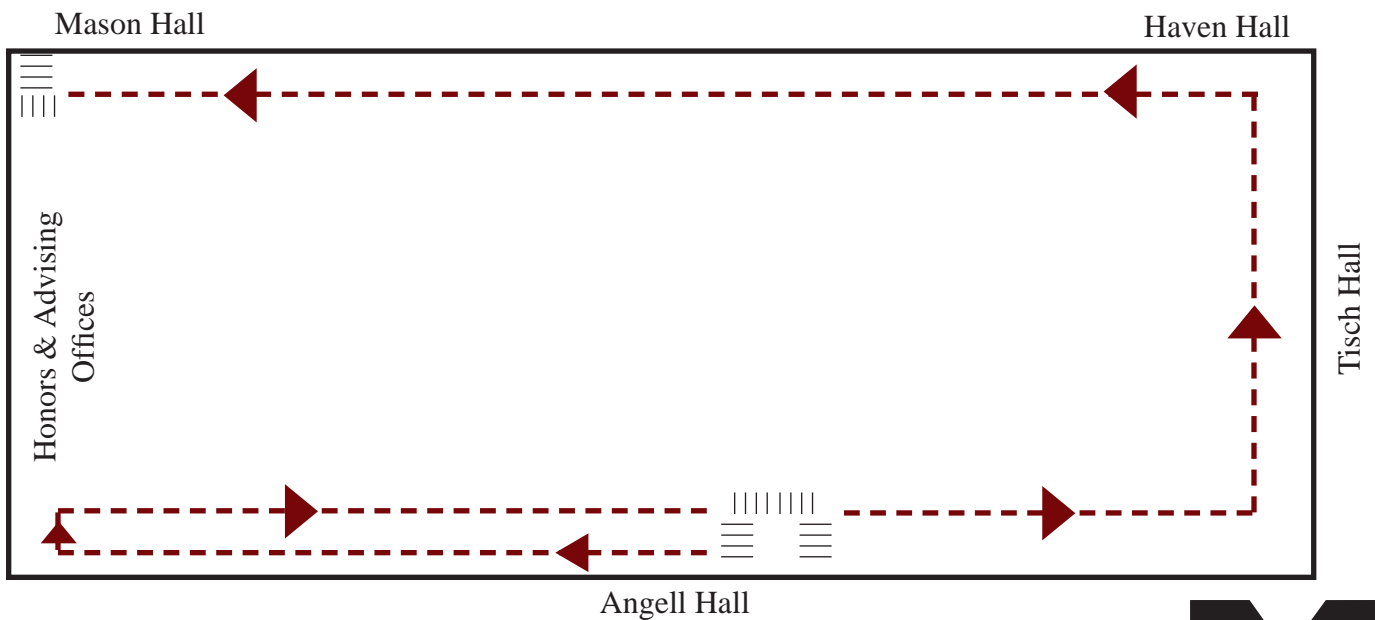 Mason Hall
Haven Hall
Honors & Advising
Offices
Tisch Hall
Angell Hall